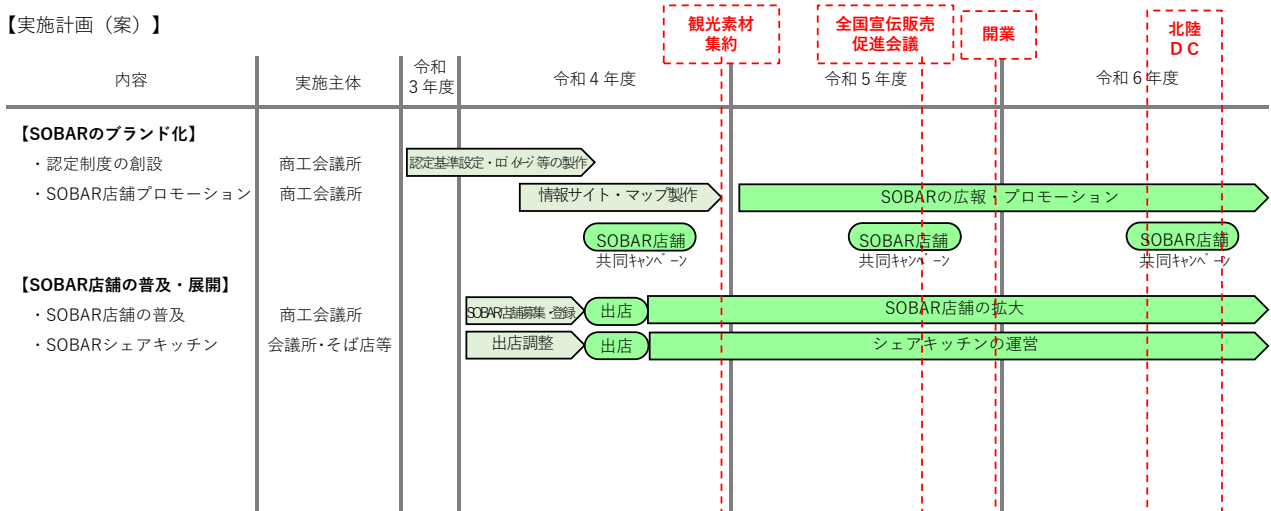 【実施計画（案）】
観光素材
集約
全国宣伝販売
促進会議
開業
北陸
ＤＣ
内容
実施主体
令和
３年度
令和４年度
令和５年度
令和６年度
【SOBARのブランド化】
・認定制度の創設
商工会議所
認定基準設定・ロゴイメージ等の製作
・SOBAR店舗プロモーション
商工会議所
情報サイト・マップ製作
SOBARの広報・プロモーション
SOBAR店舗
共同ｷｬﾝﾍﾟｰﾝ
SOBAR店舗
共同ｷｬﾝﾍﾟｰﾝ
SOBAR店舗
共同ｷｬﾝﾍﾟｰﾝ
【SOBAR店舗の普及・展開】
・SOBAR店舗の普及
商工会議所
SOBAR店舗募集・登録
出店
SOBAR店舗の拡大
・SOBARシェアキッチン
会議所・そば店等
出店調整
出店
シェアキッチンの運営